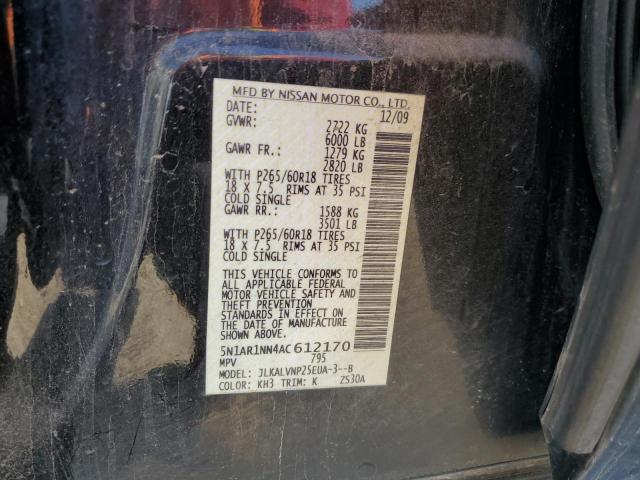 MFD BY NISSAN MOTOR CO., LTD.
DATE: 12/09
GVWR: 2722 KG
6000 LB
GAWR FR.: 1279 KG
2820 LB
WITH P265/60R18 TIRES
18 X 7.5 RIMS AT 35 PSI
COLD SINGLE
GAWR RR.: 1588 KG
3501 LB
WITH P265/60R18 TIRES
18 X 7.5 RIMS AT 35 PSI
COLD SINGLE
THIS VEHICLE CONFORMS TO
ALL APPLICABLE FEDERAL
MOTOR VEHICLE SAFETY AND
THEFT PREVENTION
STANDARDS IN EFFECT ON
THE DATE OF MANUFACTURE
SHOWN ABOVE.
5N1AR1NN4AC612170
MPV 795
MODEL: JLKALVNP25EUA-3--B
COLOR: KH3 TRIM: K ZS30A